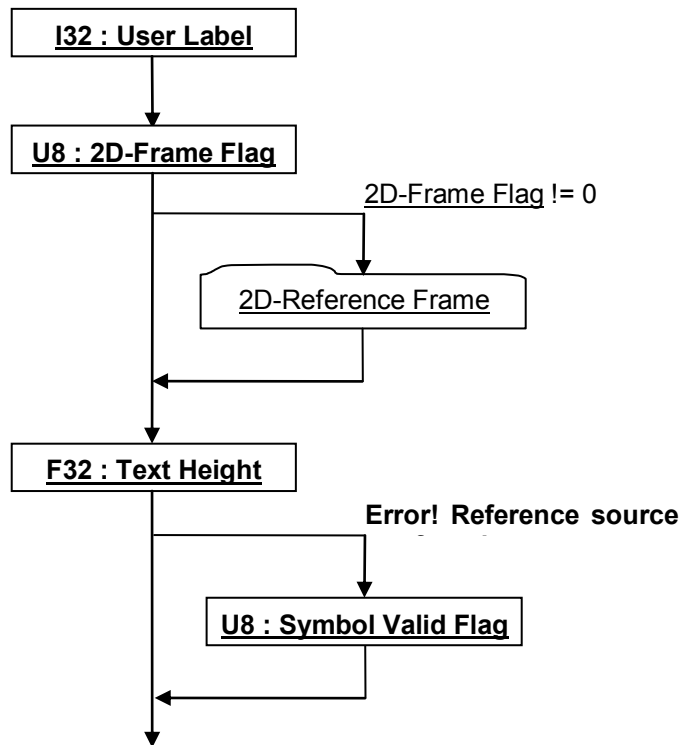 I32 : User Label
U8 : 2D-Frame Flag
2D-Frame Flag != 0
2D-Reference Frame
F32 : Text Height
Error! Reference source
U8 : Symbol Valid Flag